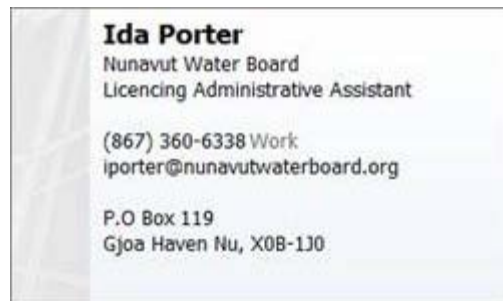 Ida Porter
Nunavut Water Board
Licencing Administrative Assistant
(867) 360-6338 Work
iporter@nunavutwaterboard.org
P.O Box 119
Gjoa Haven Nu, X0B-1J0